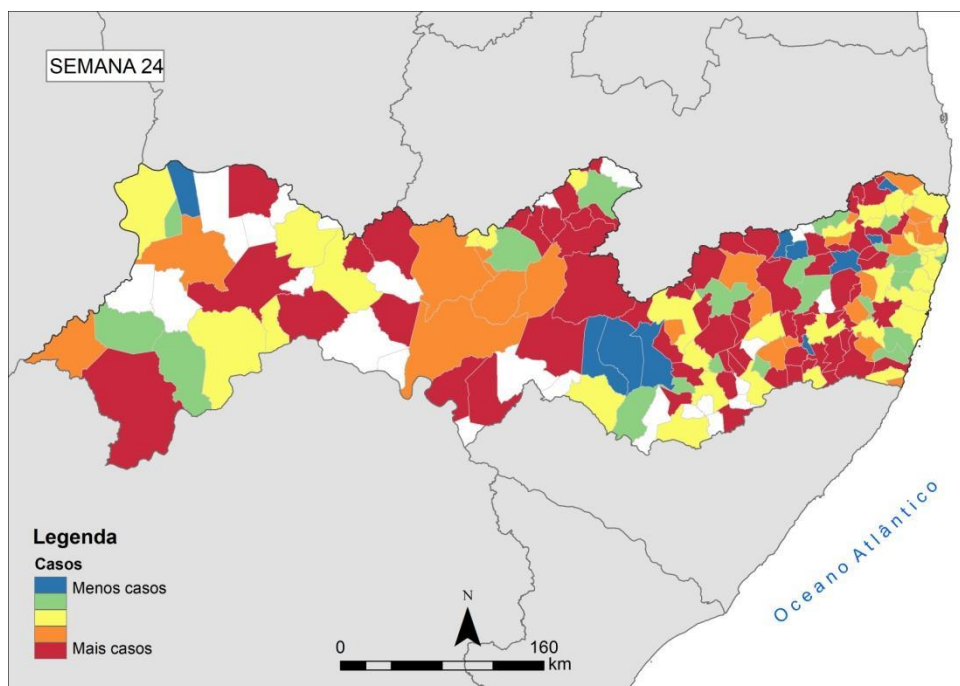 SEMANA 24
Oceano Atlântico
Legenda
Casos
Menos casos
Mais casos
N
0 160
km